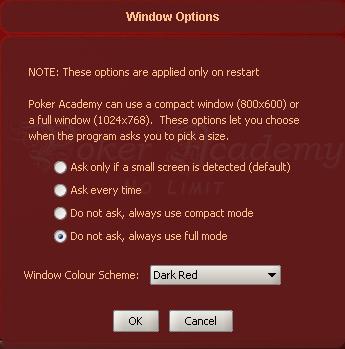 Window Options
NOTE: These options are applied only on restart
Poker Academy can use a compact window (800x600) or
a full window (1024x768). These options let you choose
when the program asks you to pick a size.
Poker Academy
No Limit
Ask only if a small screen is detected (default)
Ask every time
Do not ask, always use compact mode
Do not ask, always use full mode
Window Colour Scheme: Dark Red
OK Cancel